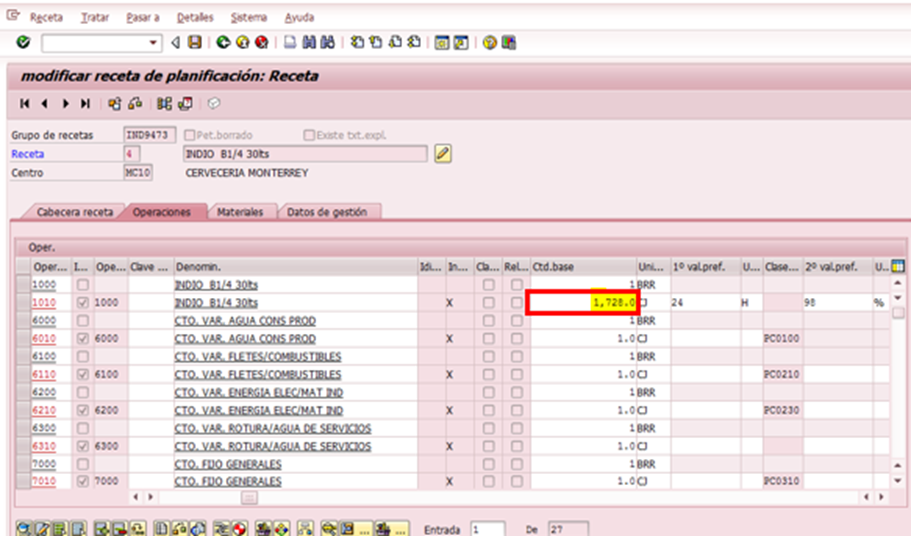 Receta Tratar Pasar a Detalles Sistema Ayuda
modificar receta de planificación: Receta
Grupo de recetas IND9473 Pet.borrado Existe txt.expl.
Receta 4 INDIO B1/4 30lts
Centro MC10 CERVECERIA MONTERREY
Cabecera receta Operaciones Materiales Datos de gestión
Oper.
Oper... I... Ope... Clave ... Denomin. Idi... In... Cla... Rel... Ctd.base Uni... 1º val.pref. U... Clase... 2º val.pref. U..
1000 INDIO B1/4 30lts 1 BRR
1010 1000 INDIO B1/4 30lts X 1,728.0 CJ 24 H 98 %
6000 CTO. VAR. AGUA CONS PROD 1 BRR
6010 6000 CTO. VAR. AGUA CONS PROD X 1.0 CJ PC0100
6100 CTO. VAR. FLETES/COMBUSTIBLES 1 BRR
6110 6100 CTO. VAR. FLETES/COMBUSTIBLES X 1.0 CJ PC0210
6200 CTO. VAR. ENERGIA ELEC/MAT IND 1 BRR
6210 6200 CTO. VAR. ENERGIA ELEC/MAT IND X 1.0 CJ PC0230
6300 CTO. VAR. ROTURA/AGUA DE SERVICIOS 1 BRR
6310 6300 CTO. VAR. ROTURA/AGUA DE SERVICIOS X 1.0 CJ
7000 CTO. FIJO GENERALES 1 BRR
7010 7000 CTO. FIJO GENERALES X 1.0 CJ PC0310
... ... Entrada 1 De 27